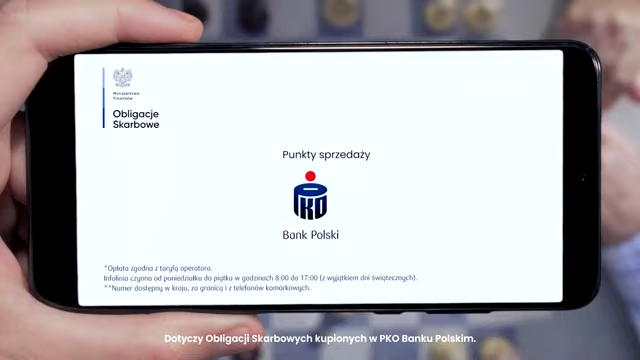 Ministerstwo
Finansów
Obligacje
Skarbowe
Punkty sprzedaży
PKO
Bank Polski
*Opłata zgodna z taryfą operatora.
Infolinia czynna od poniedziałku do piątku w godzinach 8:00 do 17:00 (z wyjątkiem dni świątecznych).
**Numer dostępny w kraju, za granicą i z telefonów komórkowych.
Dotyczy Obligacji Skarbowych kupionych w PKO Banku Polskim.